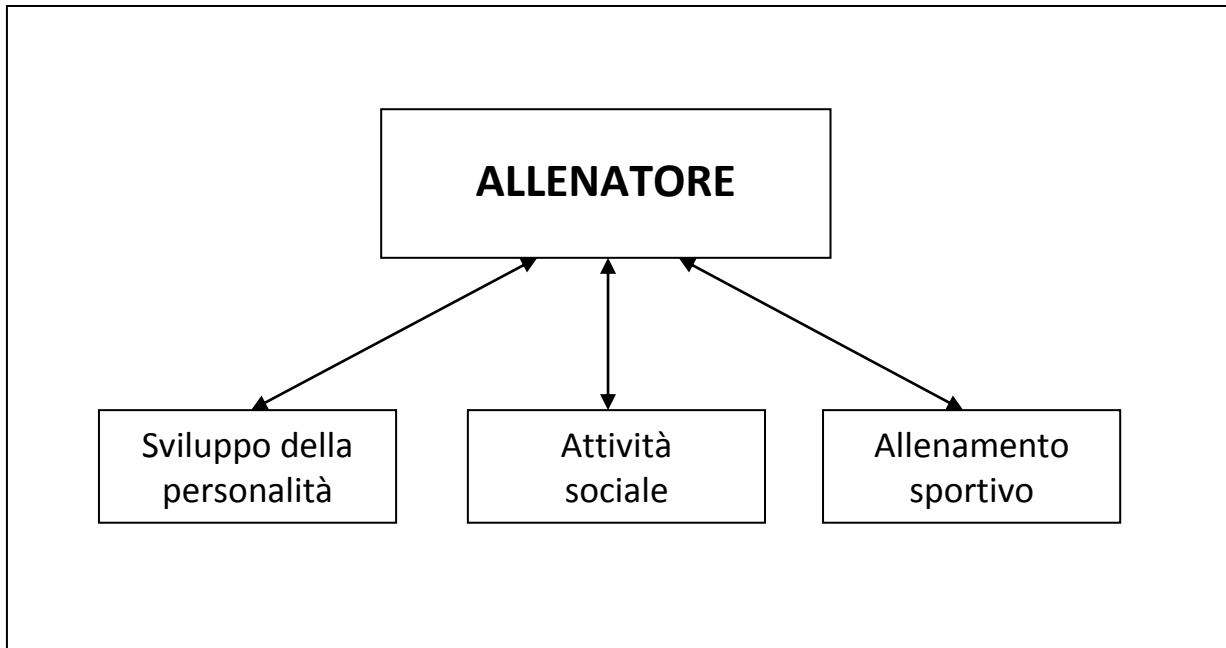 ALLENATORE
Sviluppo della
personalità
Attività
sociale
Allenamento
sportivo